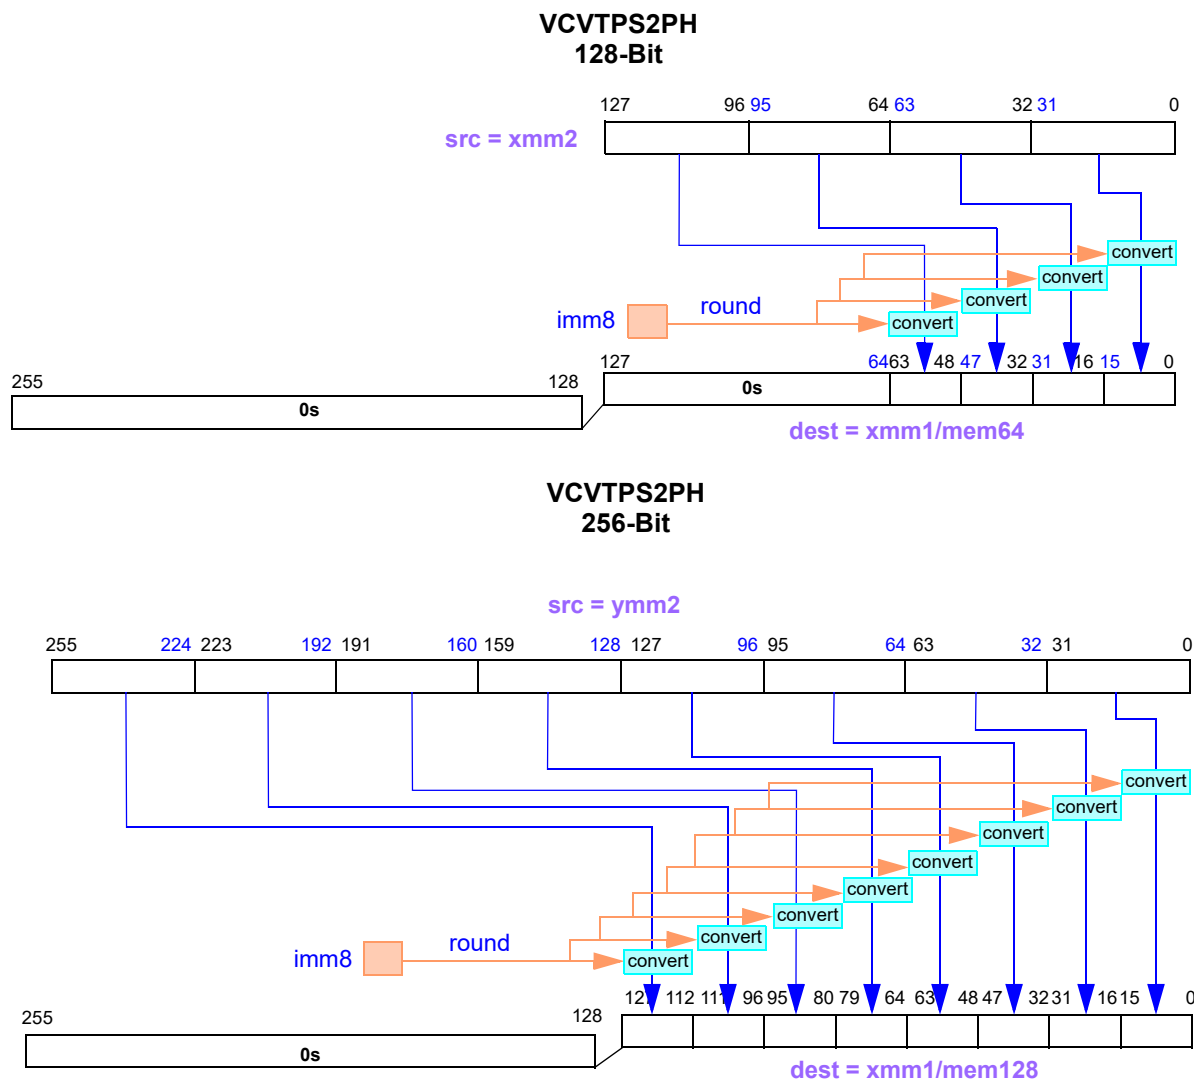 VCVTPS2PH
128-Bit
127 96 95 64 63 32 31 0
src = xmm2
convert
convert
convert
imm8 round convert
127 64 63 48 47 32 31 16 15 0
255 128
0s
0s
dest = xmm1/mem64
VCVTPS2PH
256-Bit
src = ymm2
255 224 223 192 191 160 159 128 127 96 95 64 63 32 31 0
convert
convert
convert
convert
convert
convert
convert
imm8 round convert
127 112 111 96 95 80 79 64 63 48 47 32 31 16 15 0
255 128
0s
dest = xmm1/mem128